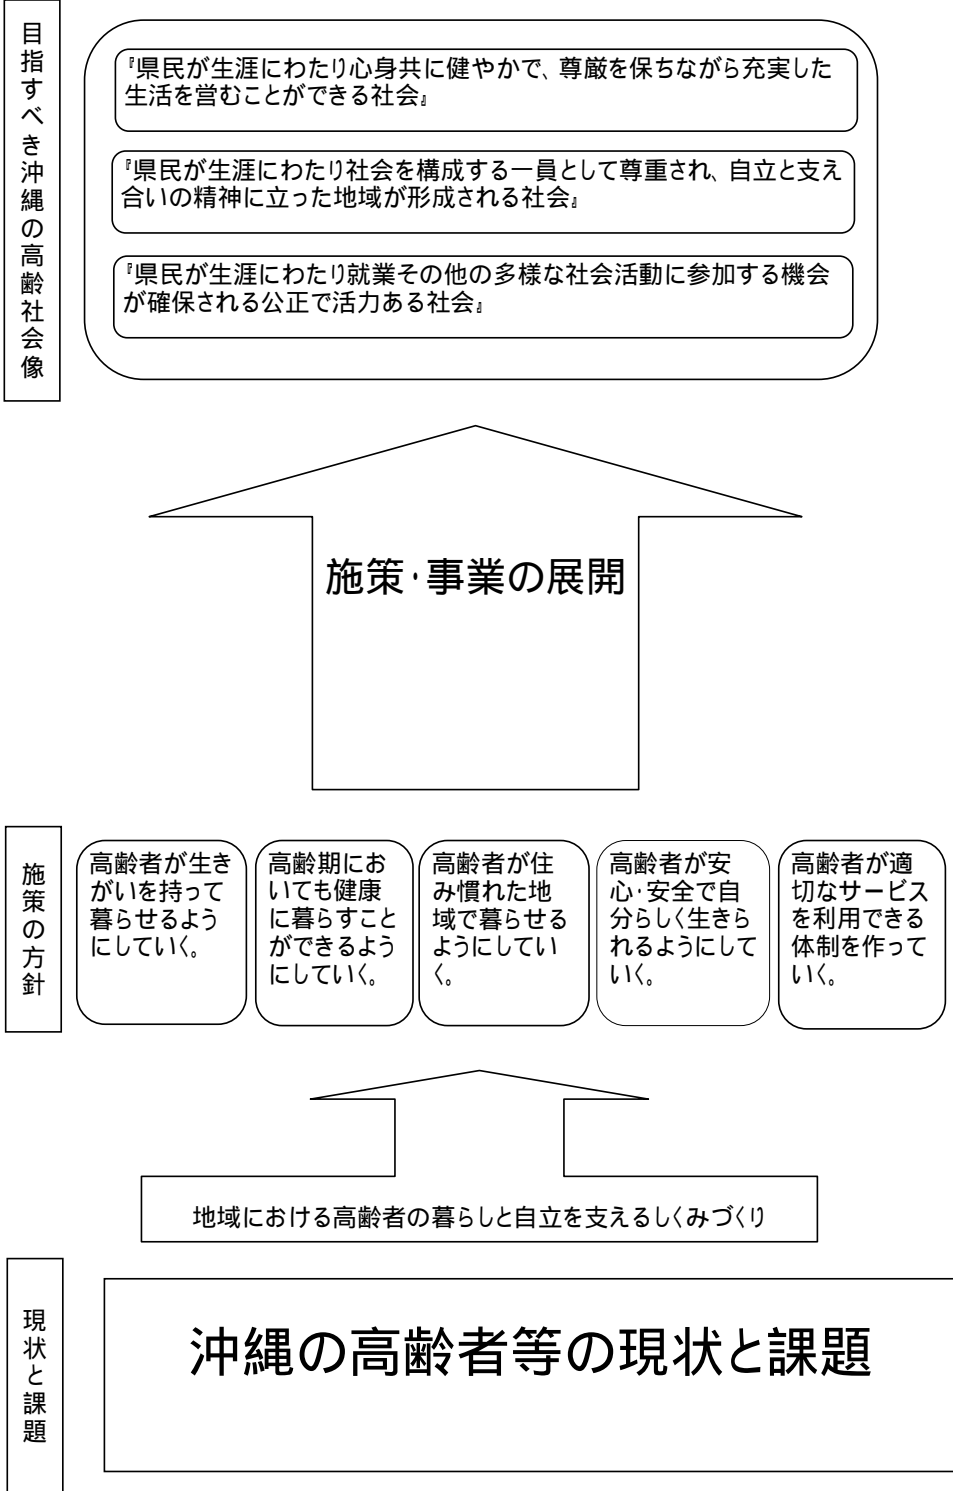 目指すべき沖縄の高齢社会像
『県民が生涯にわたり心身共に健やかで、尊厳を保ちながら充実した
生活を営むことができる社会』
『県民が生涯にわたり社会を構成する一員として尊重され、自立と支え
合いの精神に立った地域が形成される社会』
『県民が生涯にわたり就業その他の多様な社会活動に参加する機会
が確保される公正で活力ある社会』
施策・事業の展開
施策の方針
高齢者が生き
がいを持って
暮らせるよう
にしていく。
高齢期にお
いても健康
に暮らすこと
ができるよう
にしていく。
高齢者が住
み慣れた地
域で暮らせる
ようにしてい
く。
高齢者が安
心・安全で自
分らしく生きら
れるようにして
いく。
高齢者が適
切なサービス
を利用できる
体制を作って
いく。
地域における高齢者の暮らしと自立を支えるしくみづくり
現状と課題
沖縄の高齢者等の現状と課題